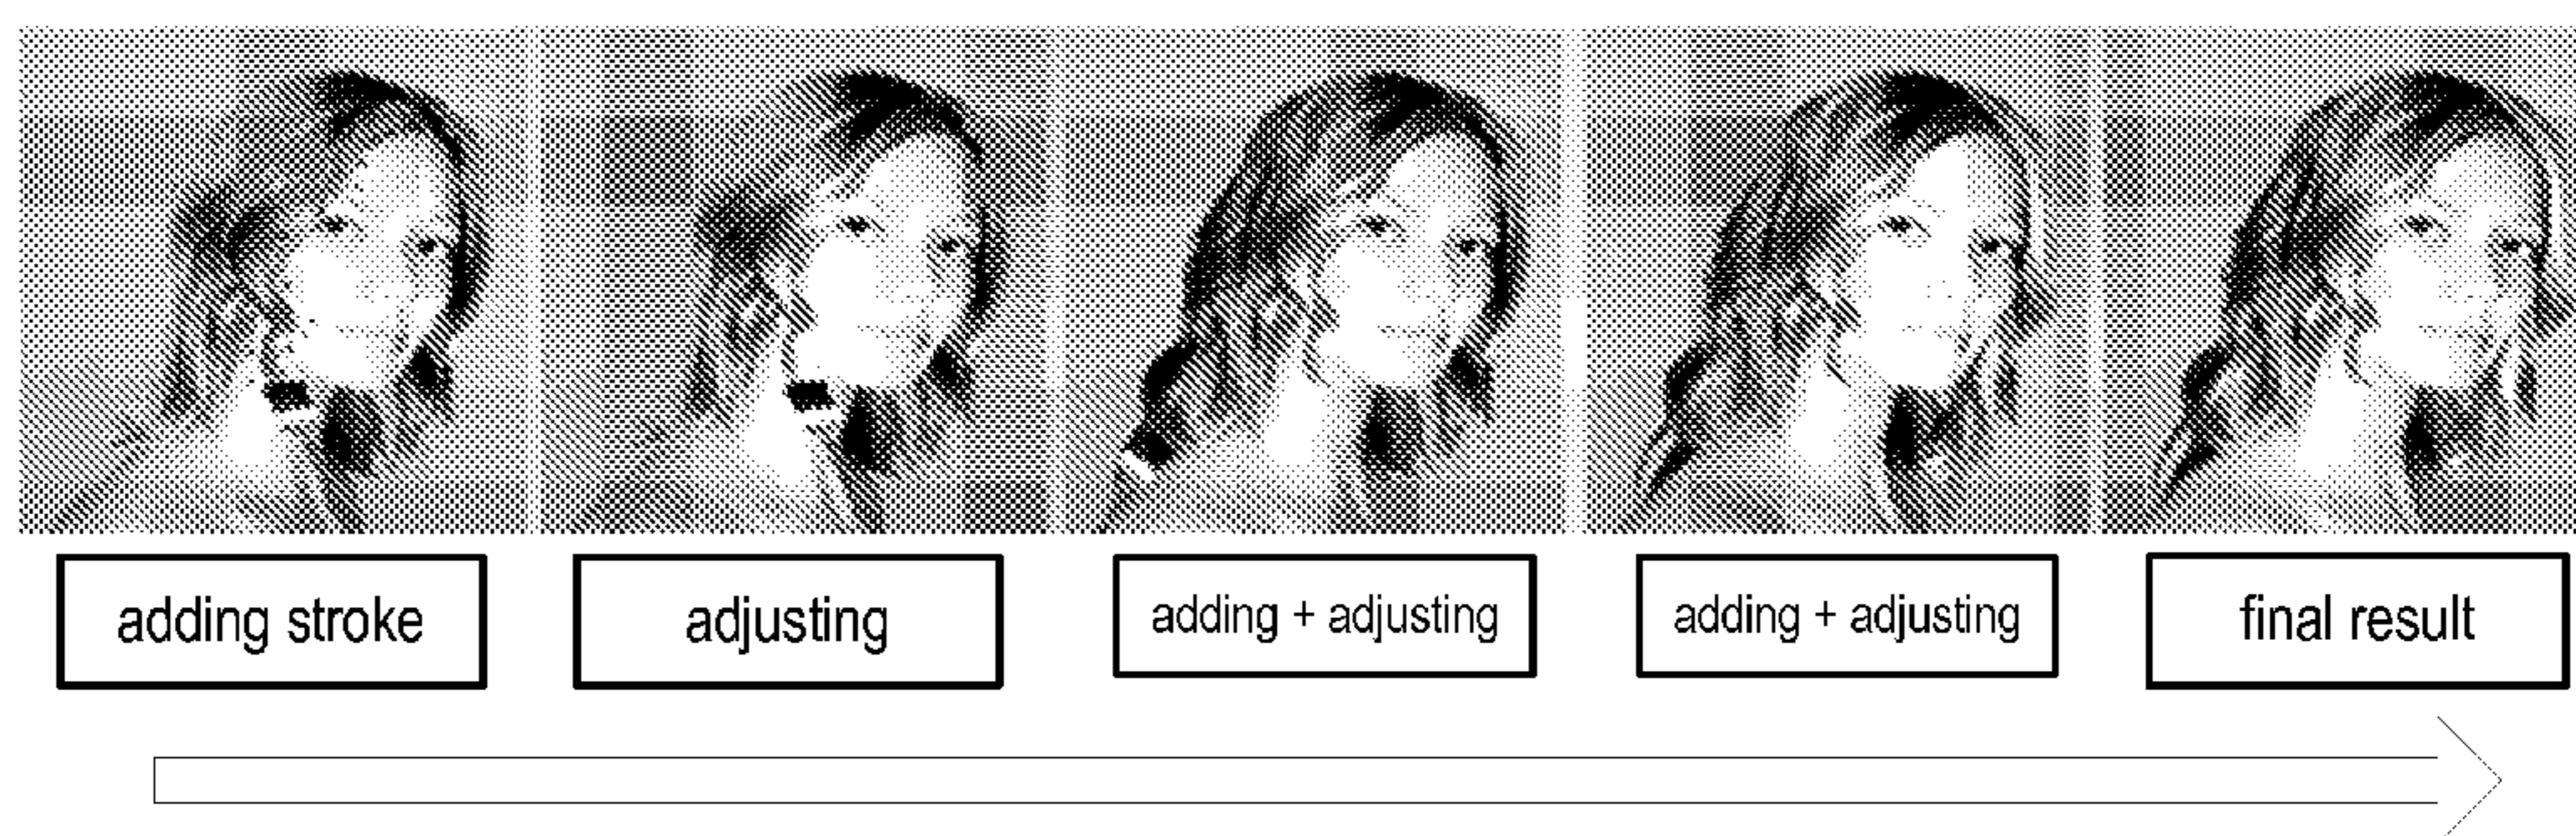 adding stroke
adjusting
adding + adjusting
adding + adjusting
final result